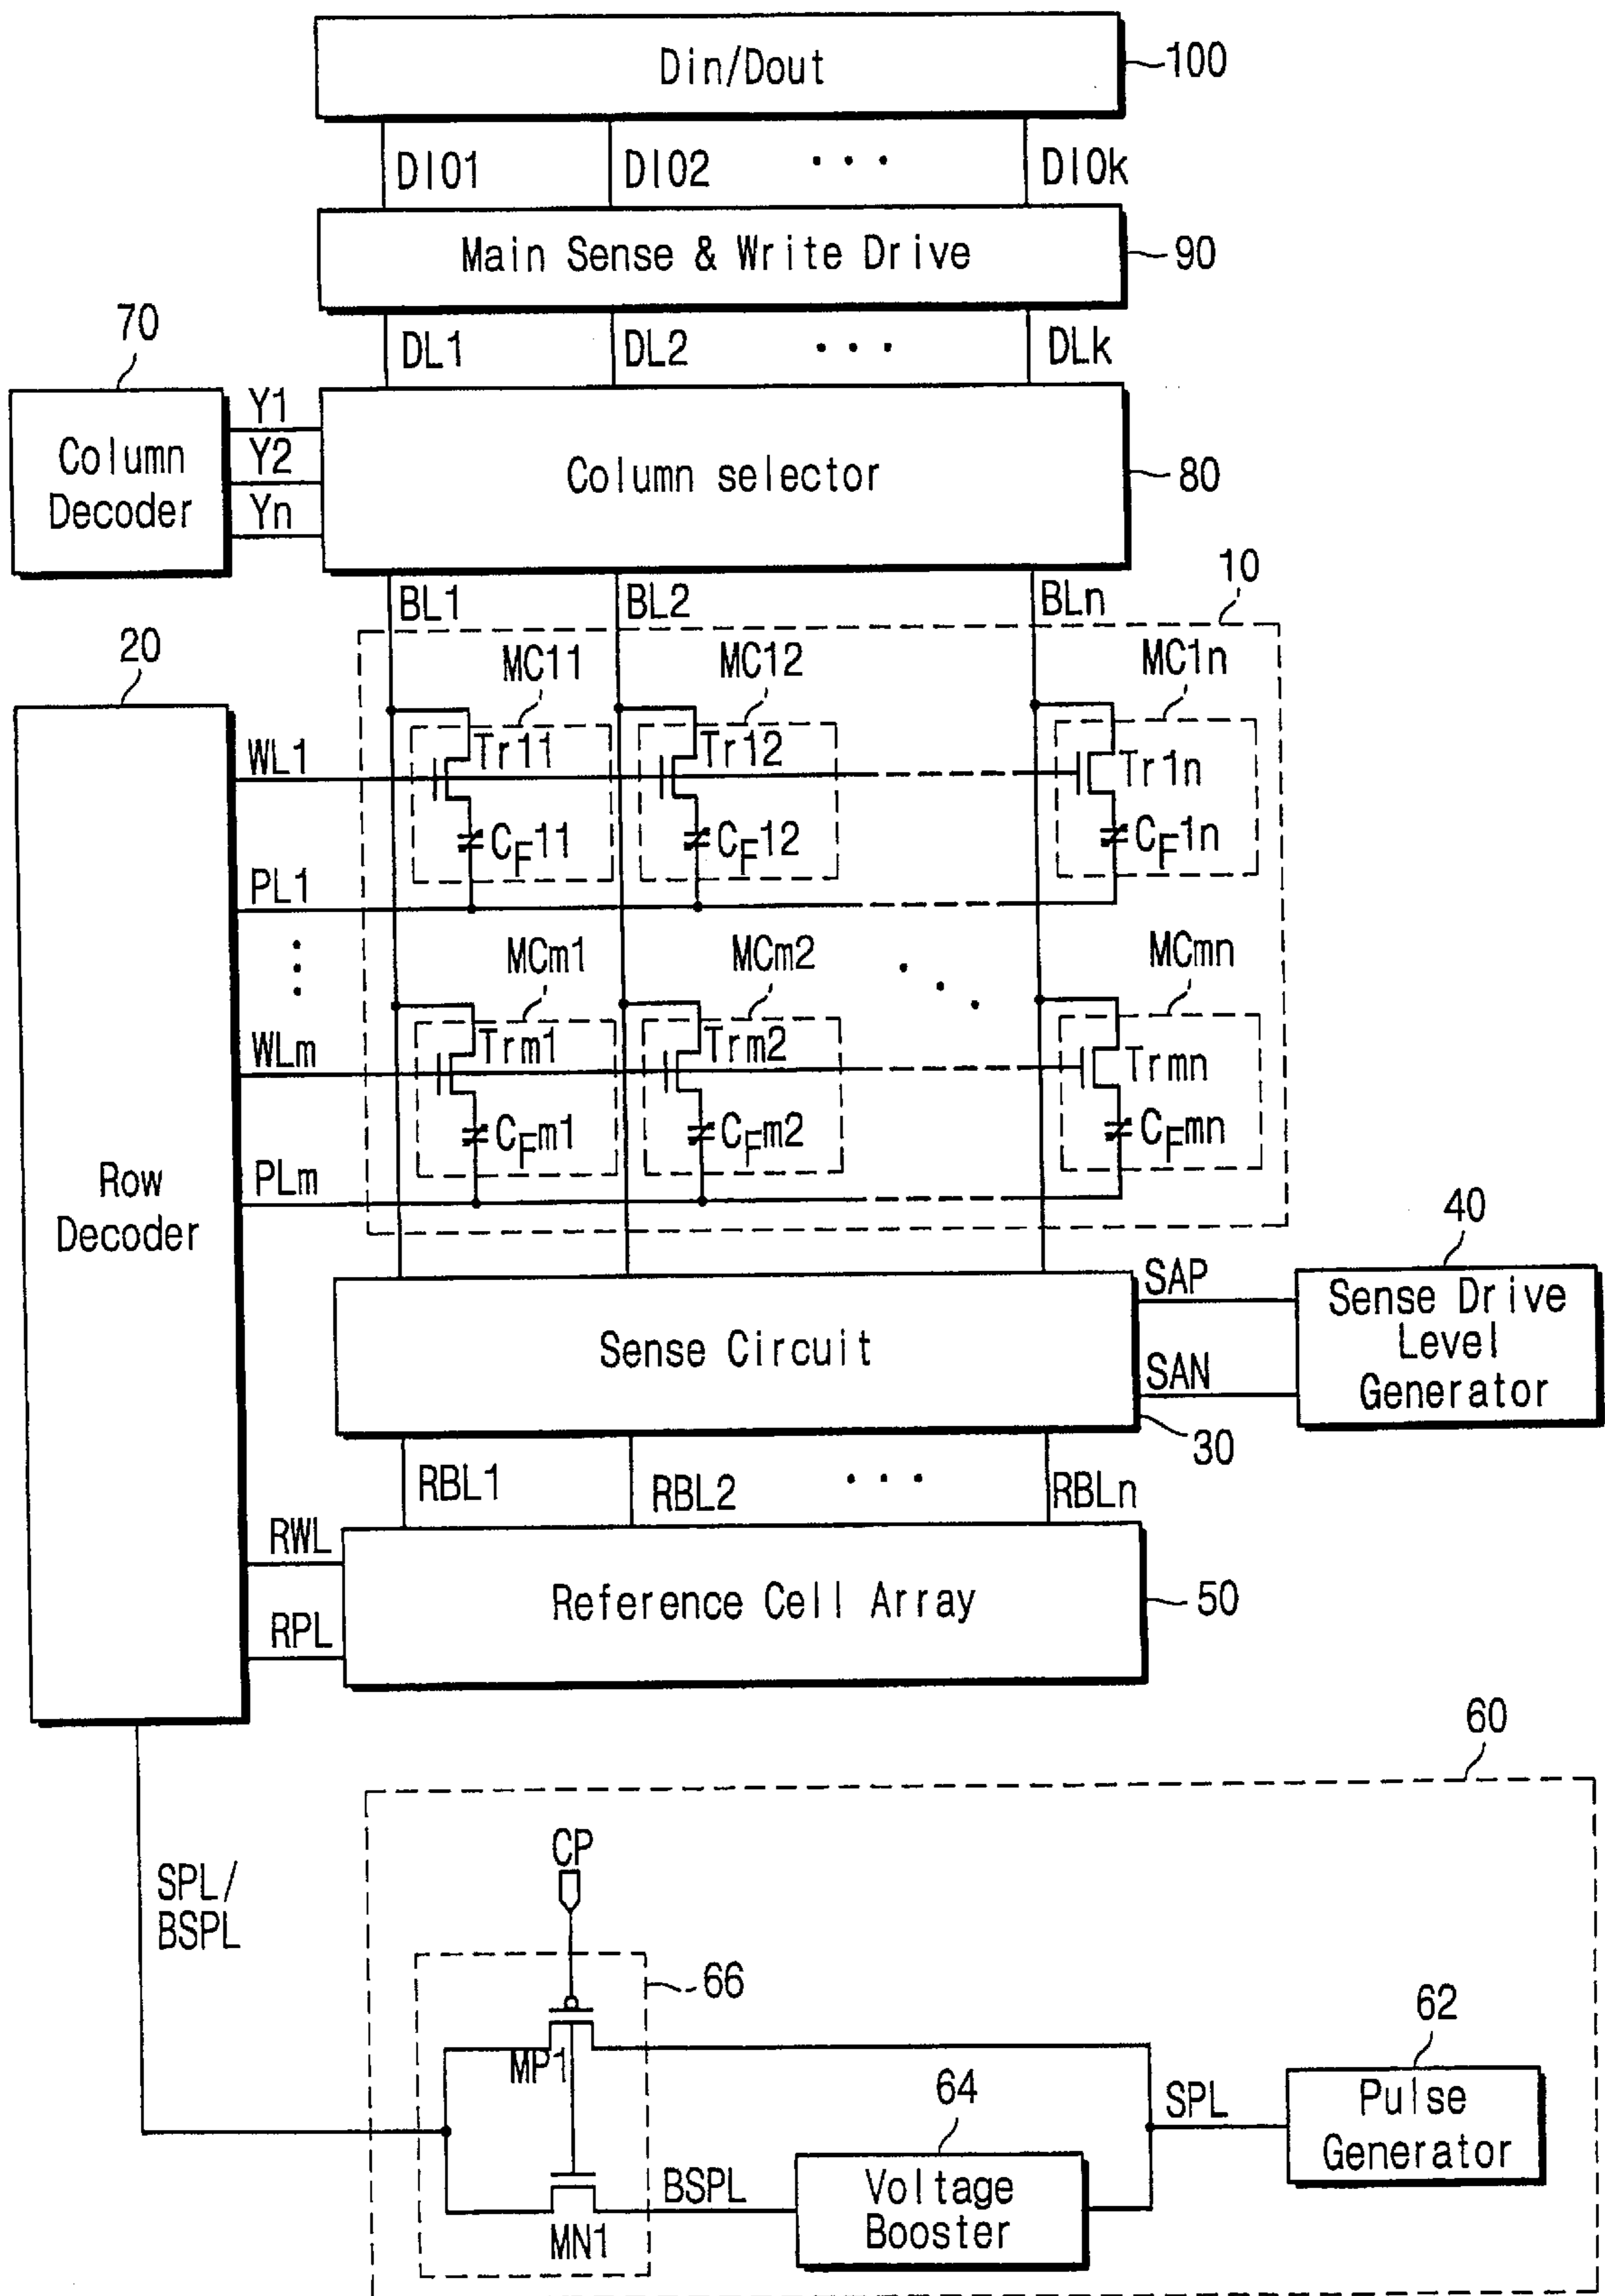 Din/Dout
100
DIO1
DIO2
...
DIOk
Main Sense & Write Drive
90
70
DL1
DL2
...
DLk
Column
Decoder
Y1
Y2
Yn
Column selector
80
10
BL1
BL2
BLn
20
MC11
MC12
MC1n
WL1
Tr11
Tr12
Tr1n
CF11
CF12
CF1n
PL1
MCm1
MCm2
MCmn
WLm
Trm1
Trm2
Trmn
CFm1
CFm2
CFmn
PLm
Row
Decoder
40
SAP
Sense Drive
Level
Generator
Sense Circuit
SAN
30
RBL1
RBL2
...
RBLn
RWL
Reference Cell Array
50
RPL
60
SPL/
BSPL
CP
66
MP1
62
64
SPL
Pulse
Generator
BSPL
Voltage
Booster
MN1